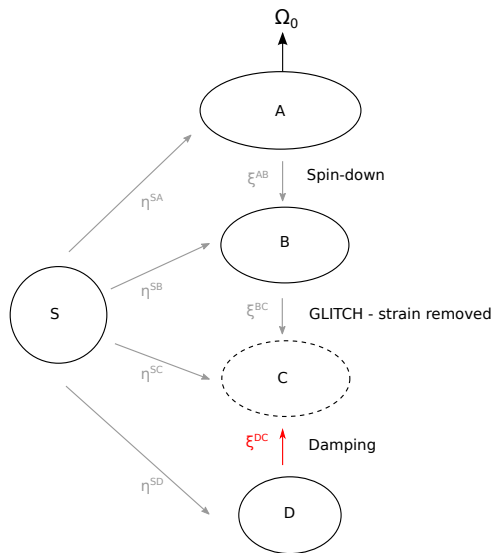 Ω₀
A
ξᴬᴮ Spin-down
ηˢᴬ
B
ηˢᴮ
ξᴮꟲ GLITCH - strain removed
S
ηˢꟲ
C
ξᴰꟲ Damping
ηˢᴰ
D